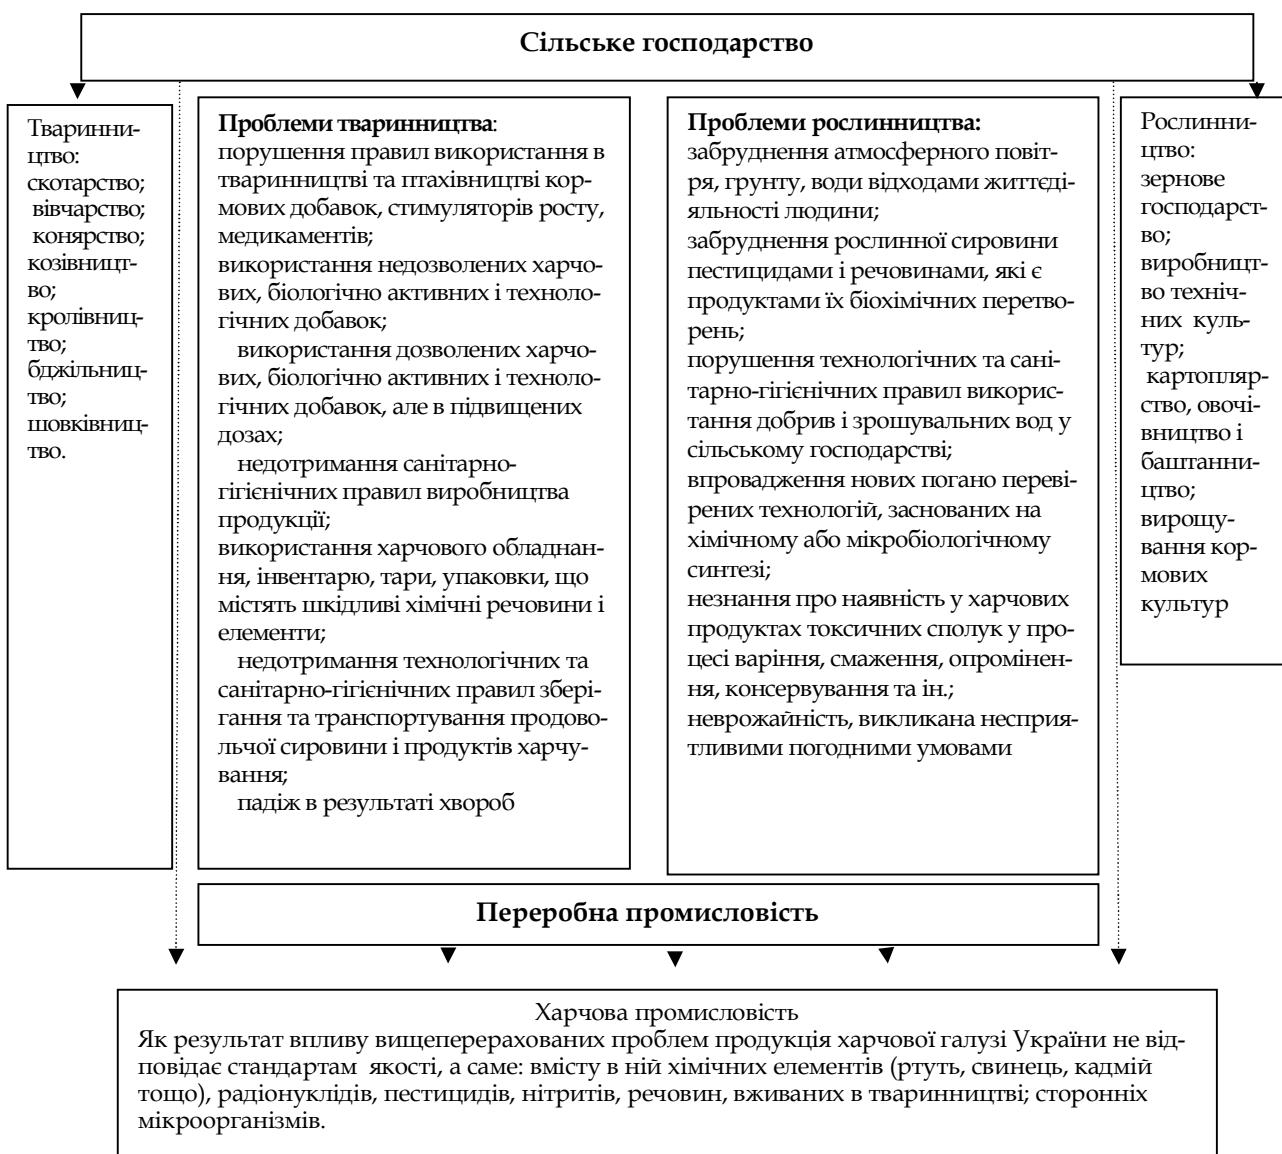 Сільське господарство
Тваринни-
цтво:
скотарство;
вівчарство;
конярство;
козівницт-
во;
кролівниц-
тво;
бджільниц-
тво;
шовківниц-
тво.
Проблеми тваринництва:
порушення правил використання в
тваринництві та птахівництві кор-
мових добавок, стимуляторів росту,
медикаментів;
використання недозволених харчо-
вих, біологічно активних і техноло-
гічних добавок;
використання дозволених харчо-
вих, біологічно активних і техноло-
гічних добавок, але в підвищених
дозах;
недотримання санітарно-
гігієнічних правил виробництва
продукції;
використання харчового обладнан-
ня, інвентарю, тари, упаковки, що
містять шкідливі хімічні речовини і
елементи;
недотримання технологічних та
санітарно-гігієнічних правил збері-
гання та транспортування продово-
льчої сировини і продуктів харчу-
вання;
падіж в результаті хвороб
Проблеми рослинництва:
забруднення атмосферного повіт-
ря, грунту, води відходами життєді-
яльності людини;
забруднення рослинної сировини
пестицидами і речовинами, які є
продуктами їх біохімічних перетво-
рень;
порушення технологічних та сані-
тарно-гігієнічних правил викорис-
тання добрив і зрошувальних вод у
сільському господарстві;
впровадження нових погано переві-
рених технологій, заснованих на
хімічному або мікробіологічному
синтезі;
незнання про наявність у харчових
продуктах токсичних сполук у про-
цесі варіння, смаження, опромінен-
ня, консервування та ін.;
неврожайність, викликана несприя-
тливими погодними умовами
Рослинни-
цтво:
зернове
господарст-
во;
виробницт-
во техніч-
них куль-
тур;
картопляр-
ство, овочі-
вництво і
баштанни-
цтво;
вирощу-
вання кор-
мових
культур
Переробна промисловість
Харчова промисловість
Як результат впливу вищеперерахованих проблем продукція харчової галузі України не від-
повідає стандартам якості, а саме: вмісту в ній хімічних елементів (ртуть, свинець, кадмій
тощо), радіонуклідів, пестицидів, нітритів, речовин, вживаних в тваринництві; сторонніх
мікроорганізмів.